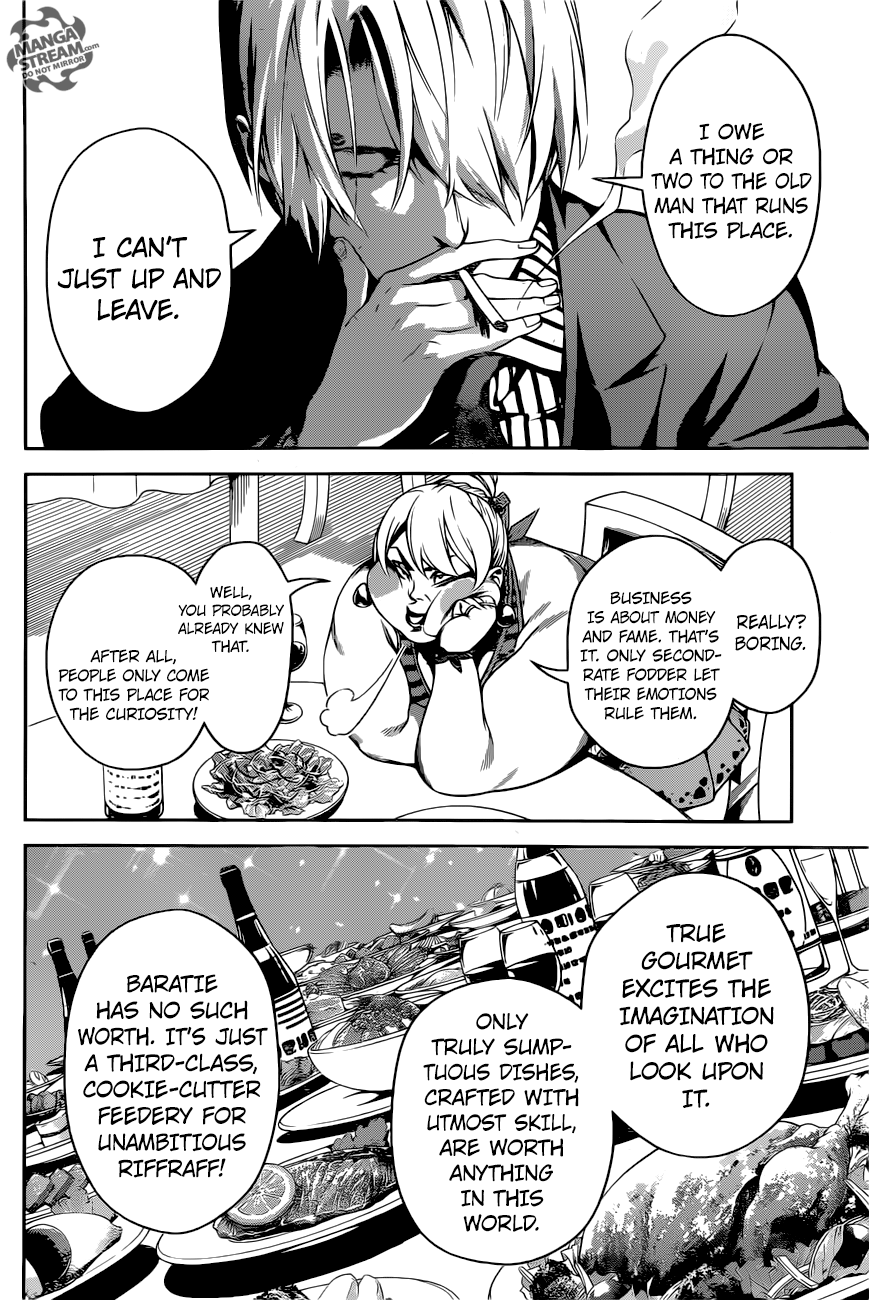 MANGA
STREAM.com
DO NOT MIRROR
I OWE
A THING OR
TWO TO THE OLD
MAN THAT RUNS
THIS PLACE.
I CAN'T
JUST UP AND
LEAVE.
REALLY?
BORING.
BUSINESS
IS ABOUT MONEY
AND FAME. THAT'S
IT. ONLY SECOND-
RATE FODDER LET
THEIR EMOTIONS
RULE THEM.
WELL,
YOU PROBABLY
ALREADY KNEW
THAT.
AFTER ALL,
PEOPLE ONLY COME
TO THIS PLACE FOR
THE CURIOSITY!
TRUE
GOURMET
EXCITES THE
IMAGINATION
OF ALL WHO
LOOK UPON
IT.
ONLY
TRULY SUMP-
TUOUS DISHES,
CRAFTED WITH
UTMOST SKILL,
ARE WORTH
ANYTHING
IN THIS
WORLD.
BARATIE
HAS NO SUCH
WORTH. IT'S JUST
A THIRD-CLASS,
COOKIE-CUTTER
FEEDERY FOR
UNAMBITIOUS
RIFFRAFF!